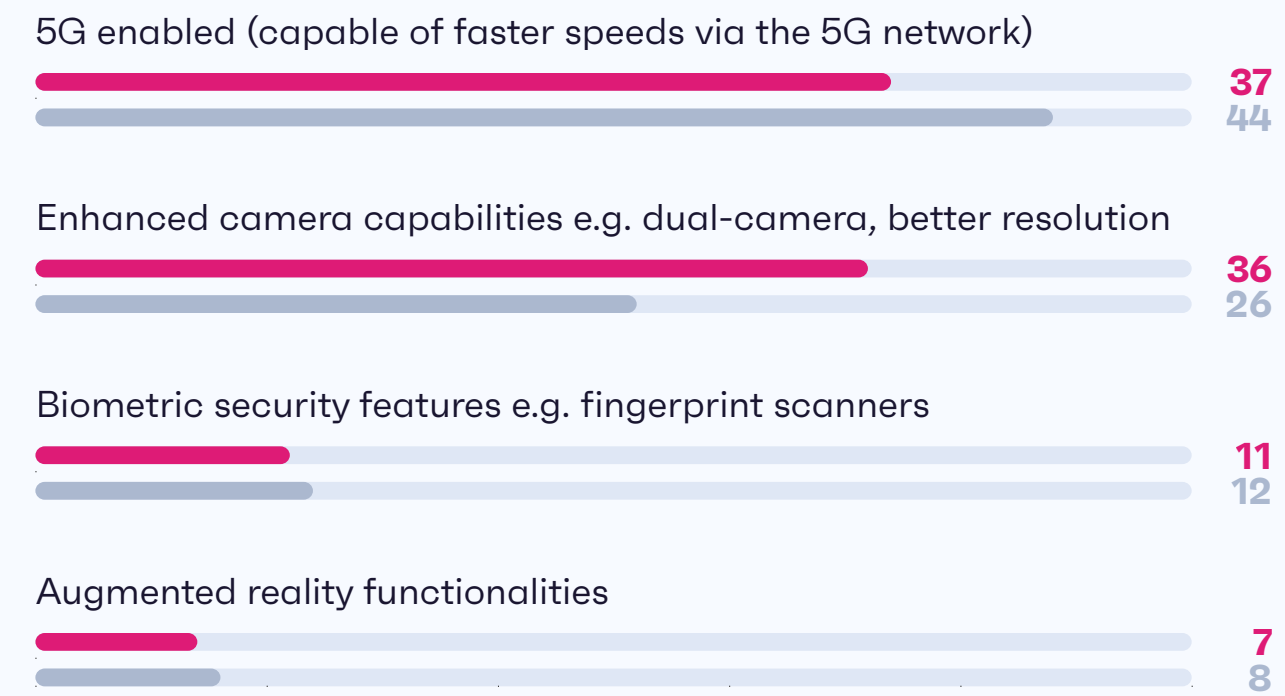 5G enabled (capable of faster speeds via the 5G network)
37
44
Enhanced camera capabilities e.g. dual-camera, better resolution
36
26
Biometric security features e.g. fingerprint scanners
11
12
Augmented reality functionalities
7
8